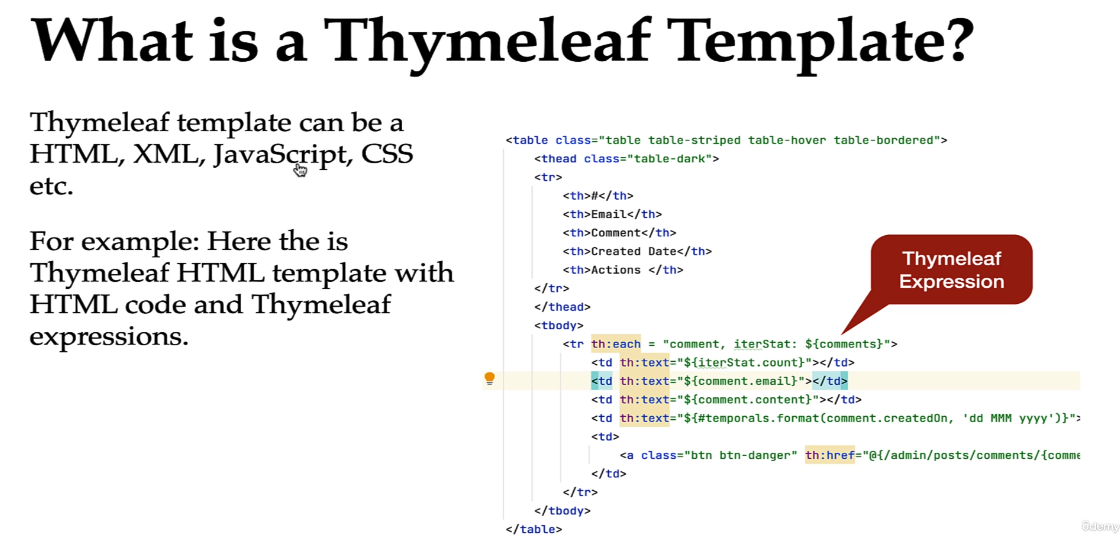 What is a Thymeleaf Template?
Thymeleaf template can be a
HTML, XML, JavaScript, CSS
etc.
For example: Here the is
Thymeleaf HTML template with
HTML code and Thymeleaf
expressions.
<table class="table table-striped table-hover table-bordered">
<thead class="table-dark">
<tr>
<th>#</th>
<th>Email</th>
<th>Comment</th>
<th>Created Date</th>
<th>Actions </th>
</tr>
</thead>
<tbody>
Thymeleaf
Expression
<tr th:each = "comment, iterStat: ${comments}">
<td th:text="${iterStat.count}"></td>
<td th:text="${comment.email}"></td>
<td th:text="${comment.content}"></td>
<td th:text="${#temporals.format(comment.createdOn, 'dd MMM yyyy')}">
<td>
<a class="btn btn-danger" th:href="@{/admin/posts/comments/{comme
</td>
</tr>
</tbody>
</table>
Udemy